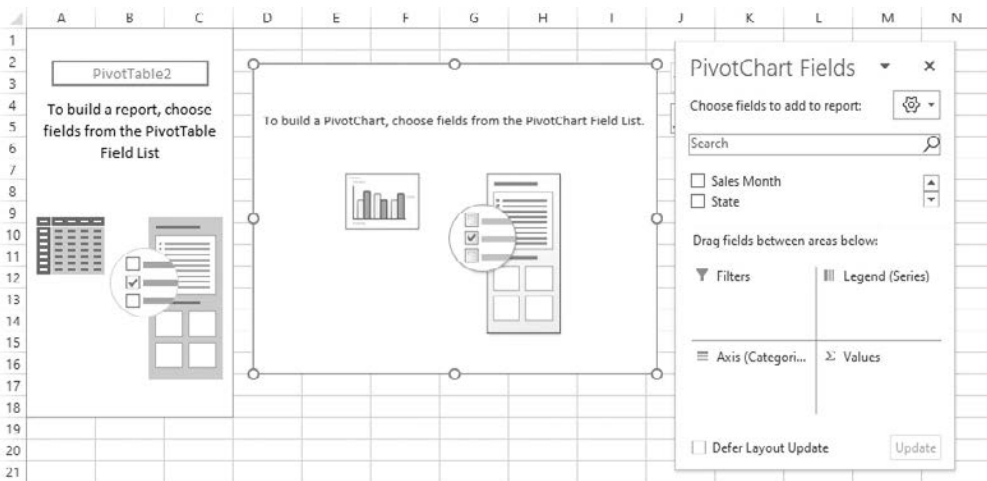 A B C D E F G H I J K L M N
1
2
3
4
5
6
7
8
9
10
11
12
13
14
15
16
17
18
19
20
21
PivotTable2
To build a report, choose
fields from the PivotTable
Field List
To build a PivotChart, choose fields from the PivotChart Field List.
PivotChart Fields
Choose fields to add to report:
Search
Sales Month
State
Drag fields between areas below:
Filters
Legend (Series)
Axis (Categori...
Σ Values
Defer Layout Update
Update